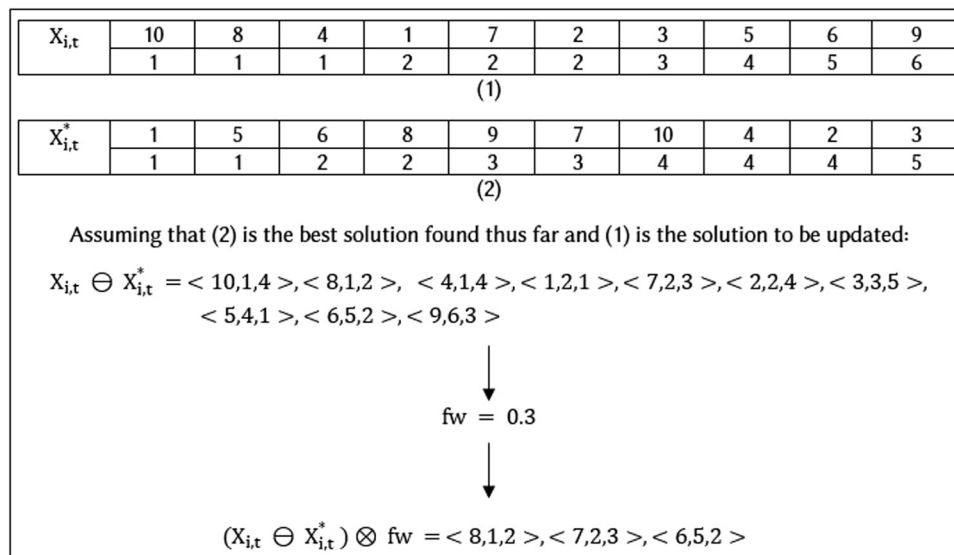 X_{i,t} 10 8 4 1 7 2 3 5 6 9
1 1 1 2 2 2 3 4 5 6
(1)
X^*_{i,t} 1 5 6 8 9 7 10 4 2 3
1 1 2 2 3 3 4 4 4 5
(2)
Assuming that (2) is the best solution found thus far and (1) is the solution to be updated:
X_{i,t} ⊖ X^*_{i,t} = < 10,1,4 >,< 8,1,2 >, < 4,1,4 >,< 1,2,1 >,< 7,2,3 >,< 2,2,4 >,< 3,3,5 >,
< 5,4,1 >,< 6,5,2 >,< 9,6,3 >
fw = 0.3
(X_{i,t} ⊖ X^*_{i,t}) ⊗ fw = < 8,1,2 >,< 7,2,3 >,< 6,5,2 >